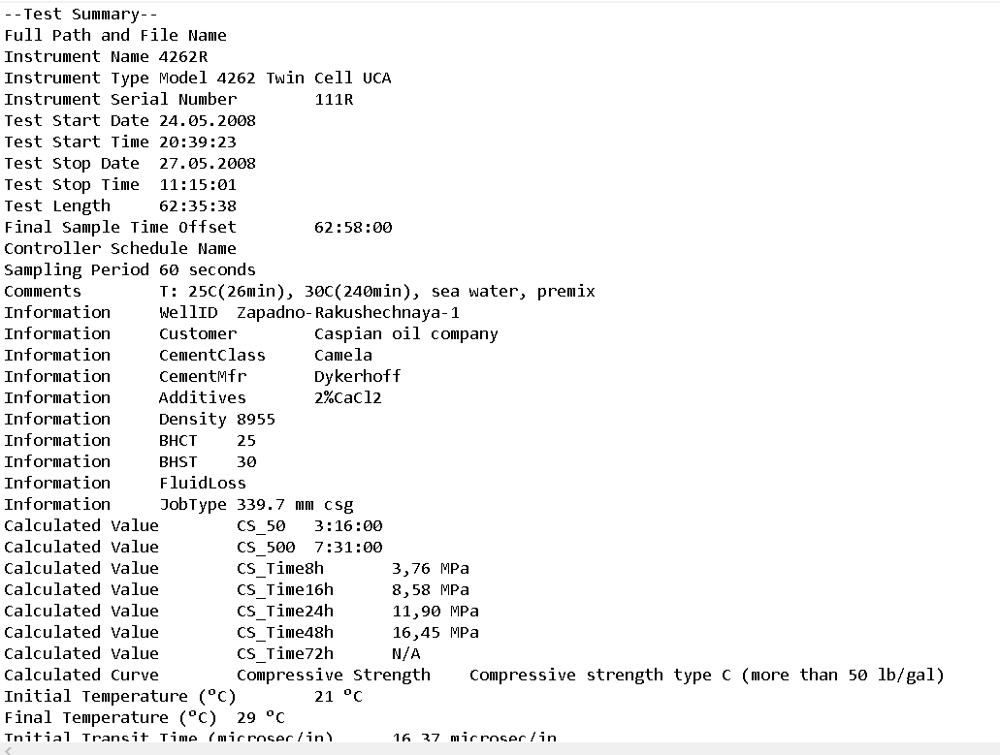 --Test Summary--
Full Path and File Name
Instrument Name 4262R
Instrument Type Model 4262 Twin Cell UCA
Instrument Serial Number 111R
Test Start Date 24.05.2008
Test Start Time 20:39:23
Test Stop Date 27.05.2008
Test Stop Time 11:15:01
Test Length 62:35:38
Final Sample Time Offset 62:58:00
Controller Schedule Name
Sampling Period 60 seconds
Comments T: 25C(26min), 30C(240min), sea water, premix
Information WellID Zapadno-Rakushechnaya-1
Information Customer Caspian oil company
Information CementClass Camela
Information CementMfr Dykerhoff
Information Additives 2%CaCl2
Information Density 8955
Information BHCT 25
Information BHST 30
Information FluidLoss
Information JobType 339.7 mm csg
Calculated Value CS_50 3:16:00
Calculated Value CS_500 7:31:00
Calculated Value CS_Time8h 3,76 MPa
Calculated Value CS_Time16h 8,58 MPa
Calculated Value CS_Time24h 11,90 MPa
Calculated Value CS_Time48h 16,45 MPa
Calculated Value CS_Time72h N/A
Calculated Curve Compressive Strength Compressive strength type C (more than 50 lb/gal)
Initial Temperature (ºC) 21 ºC
Final Temperature (ºC) 29 ºC
Initial Transit Time (microsec/in) 16,37 microsec/in